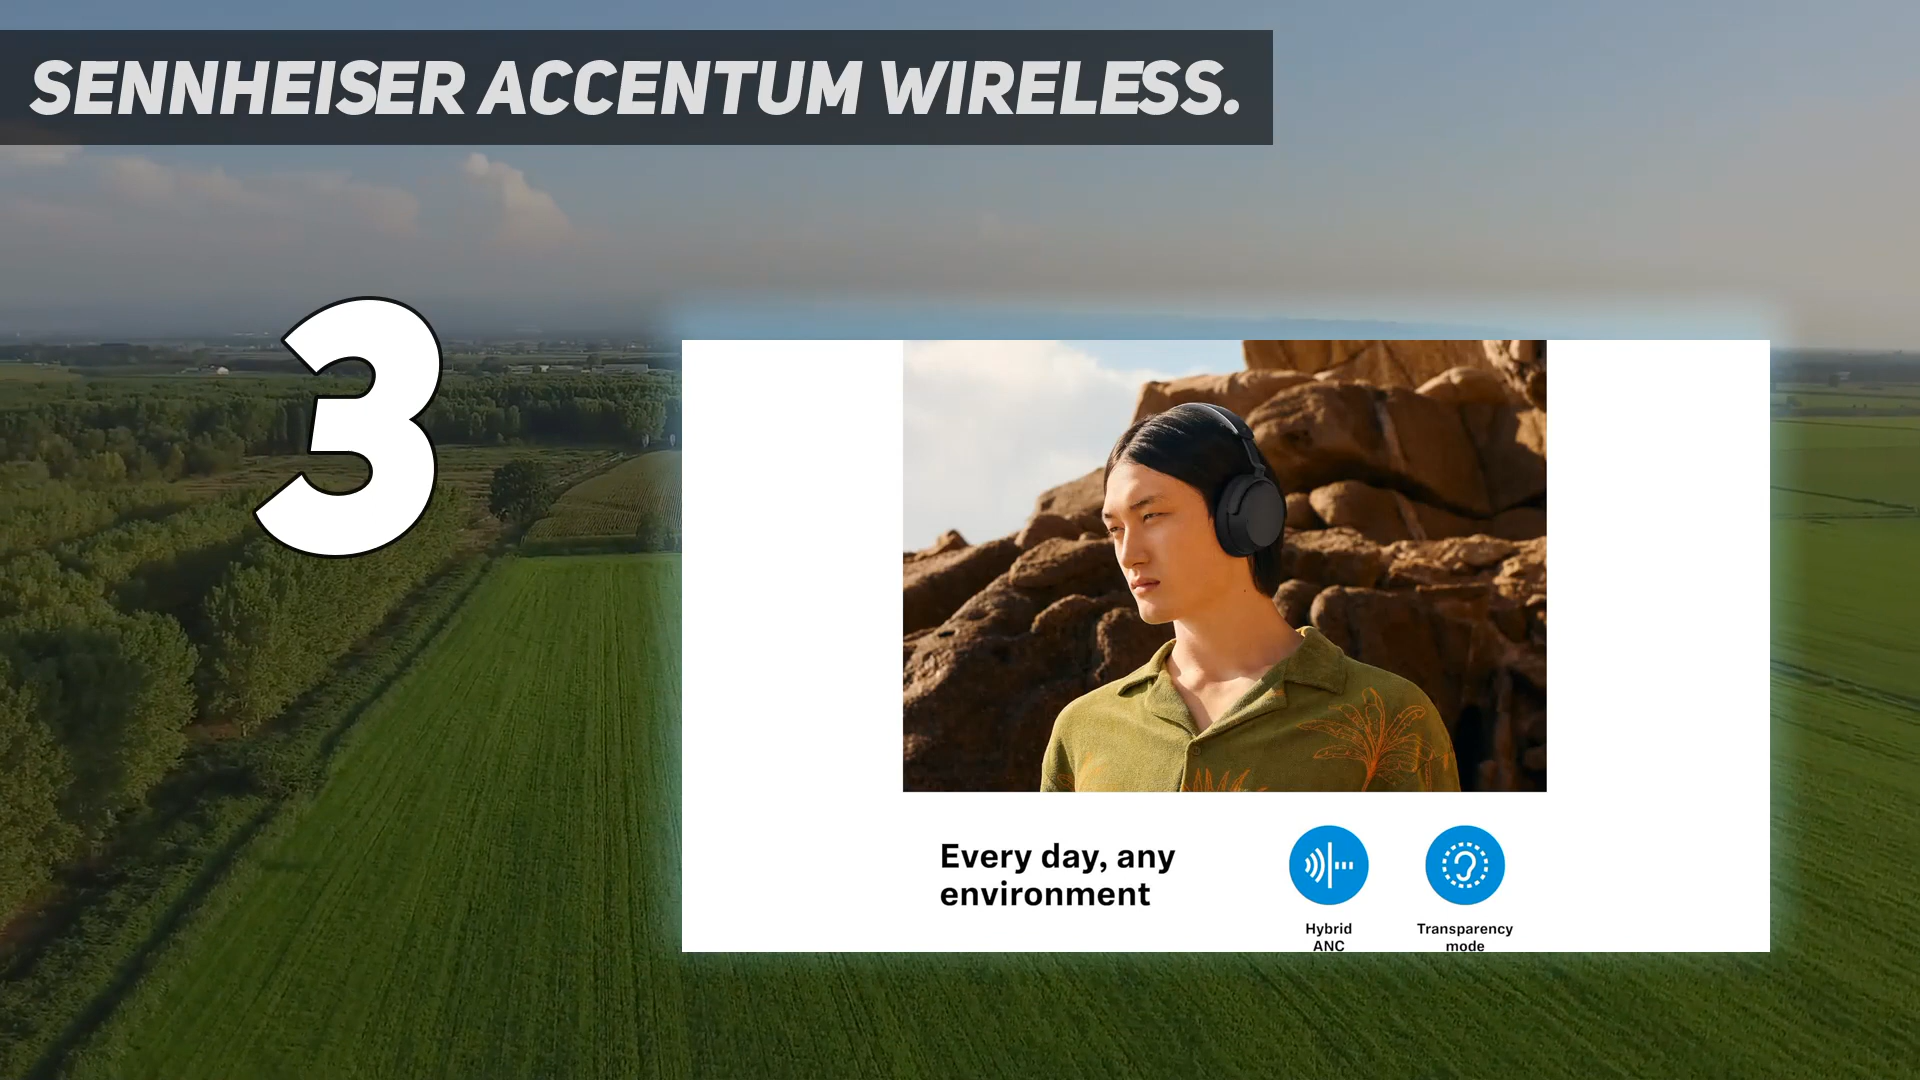 SENNHEISER ACCENTUM WIRELESS.
3
Every day, any
environment
Hybrid
ANC
Transparency
mode